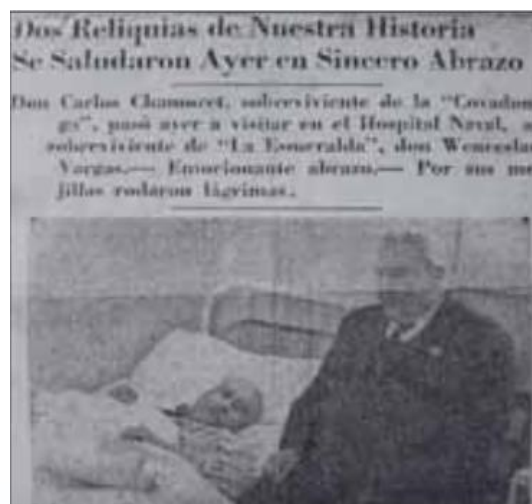 Dos Reliquias de Nuestra Historia
Se Saludaron Ayer en Sincero Abrazo
Don Carlos Chamorret, sobreviviente de la "Covadon
ga", pasó ayer a visitar en el Hospital Naval, a
sobreviviente de "La Esmeralda", don Wenceslao
Vargas.— Emocionante abrazo.— Por sus me
jillas rodaron lágrimas.